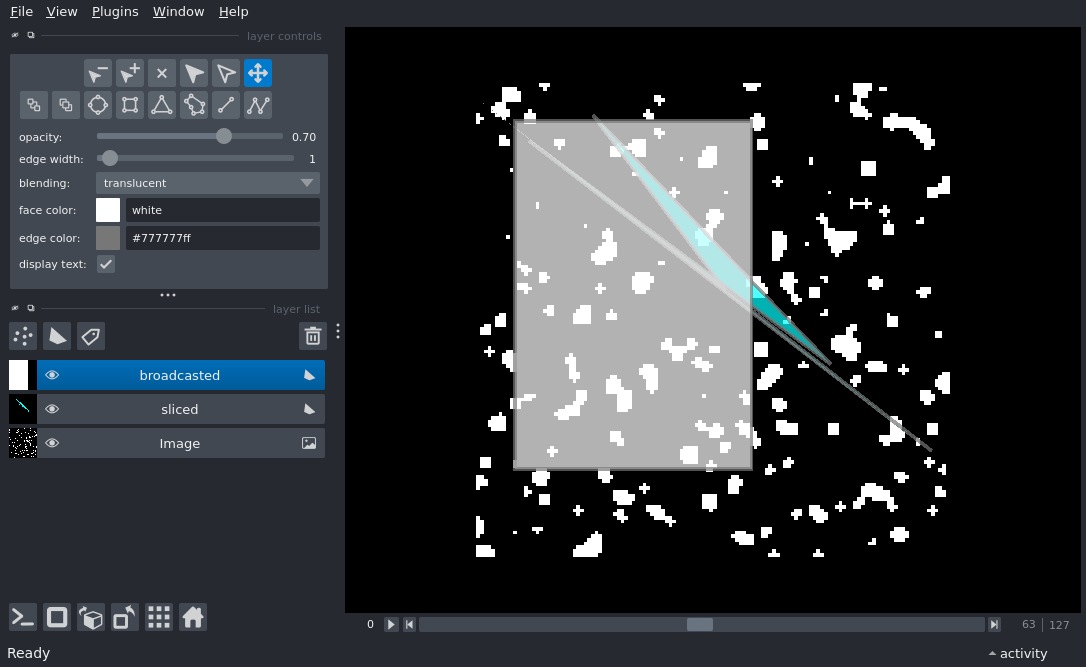 File View Plugins Window Help
layer controls
opacity: 0.70
edge width: 1
blending: translucent
face color: white
edge color: #777777ff
display text:
layer list
broadcasted
sliced
Image
0 63 127
Ready activity